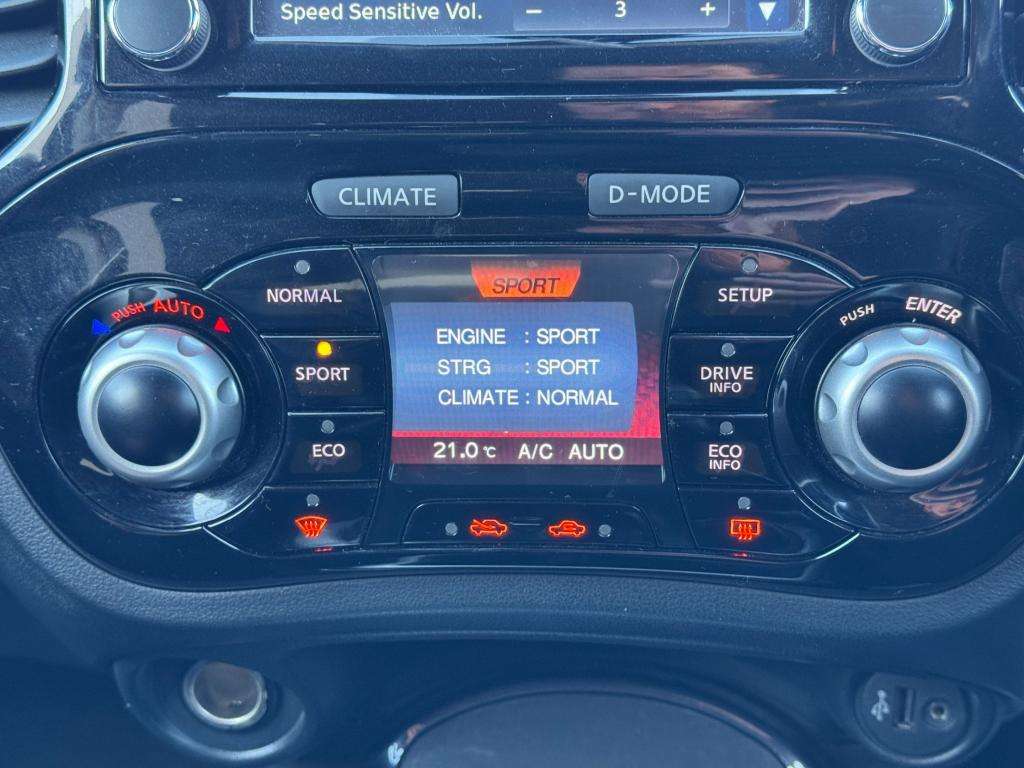 Speed Sensitive Vol. − 3 +
CLIMATE
D-MODE
PUSH AUTO
NORMAL
SPORT
ECO
SPORT
ENGINE : SPORT
STRG : SPORT
CLIMATE : NORMAL
21.0 °C A/C AUTO
SETUP
DRIVE
INFO
ECO
INFO
PUSH ENTER